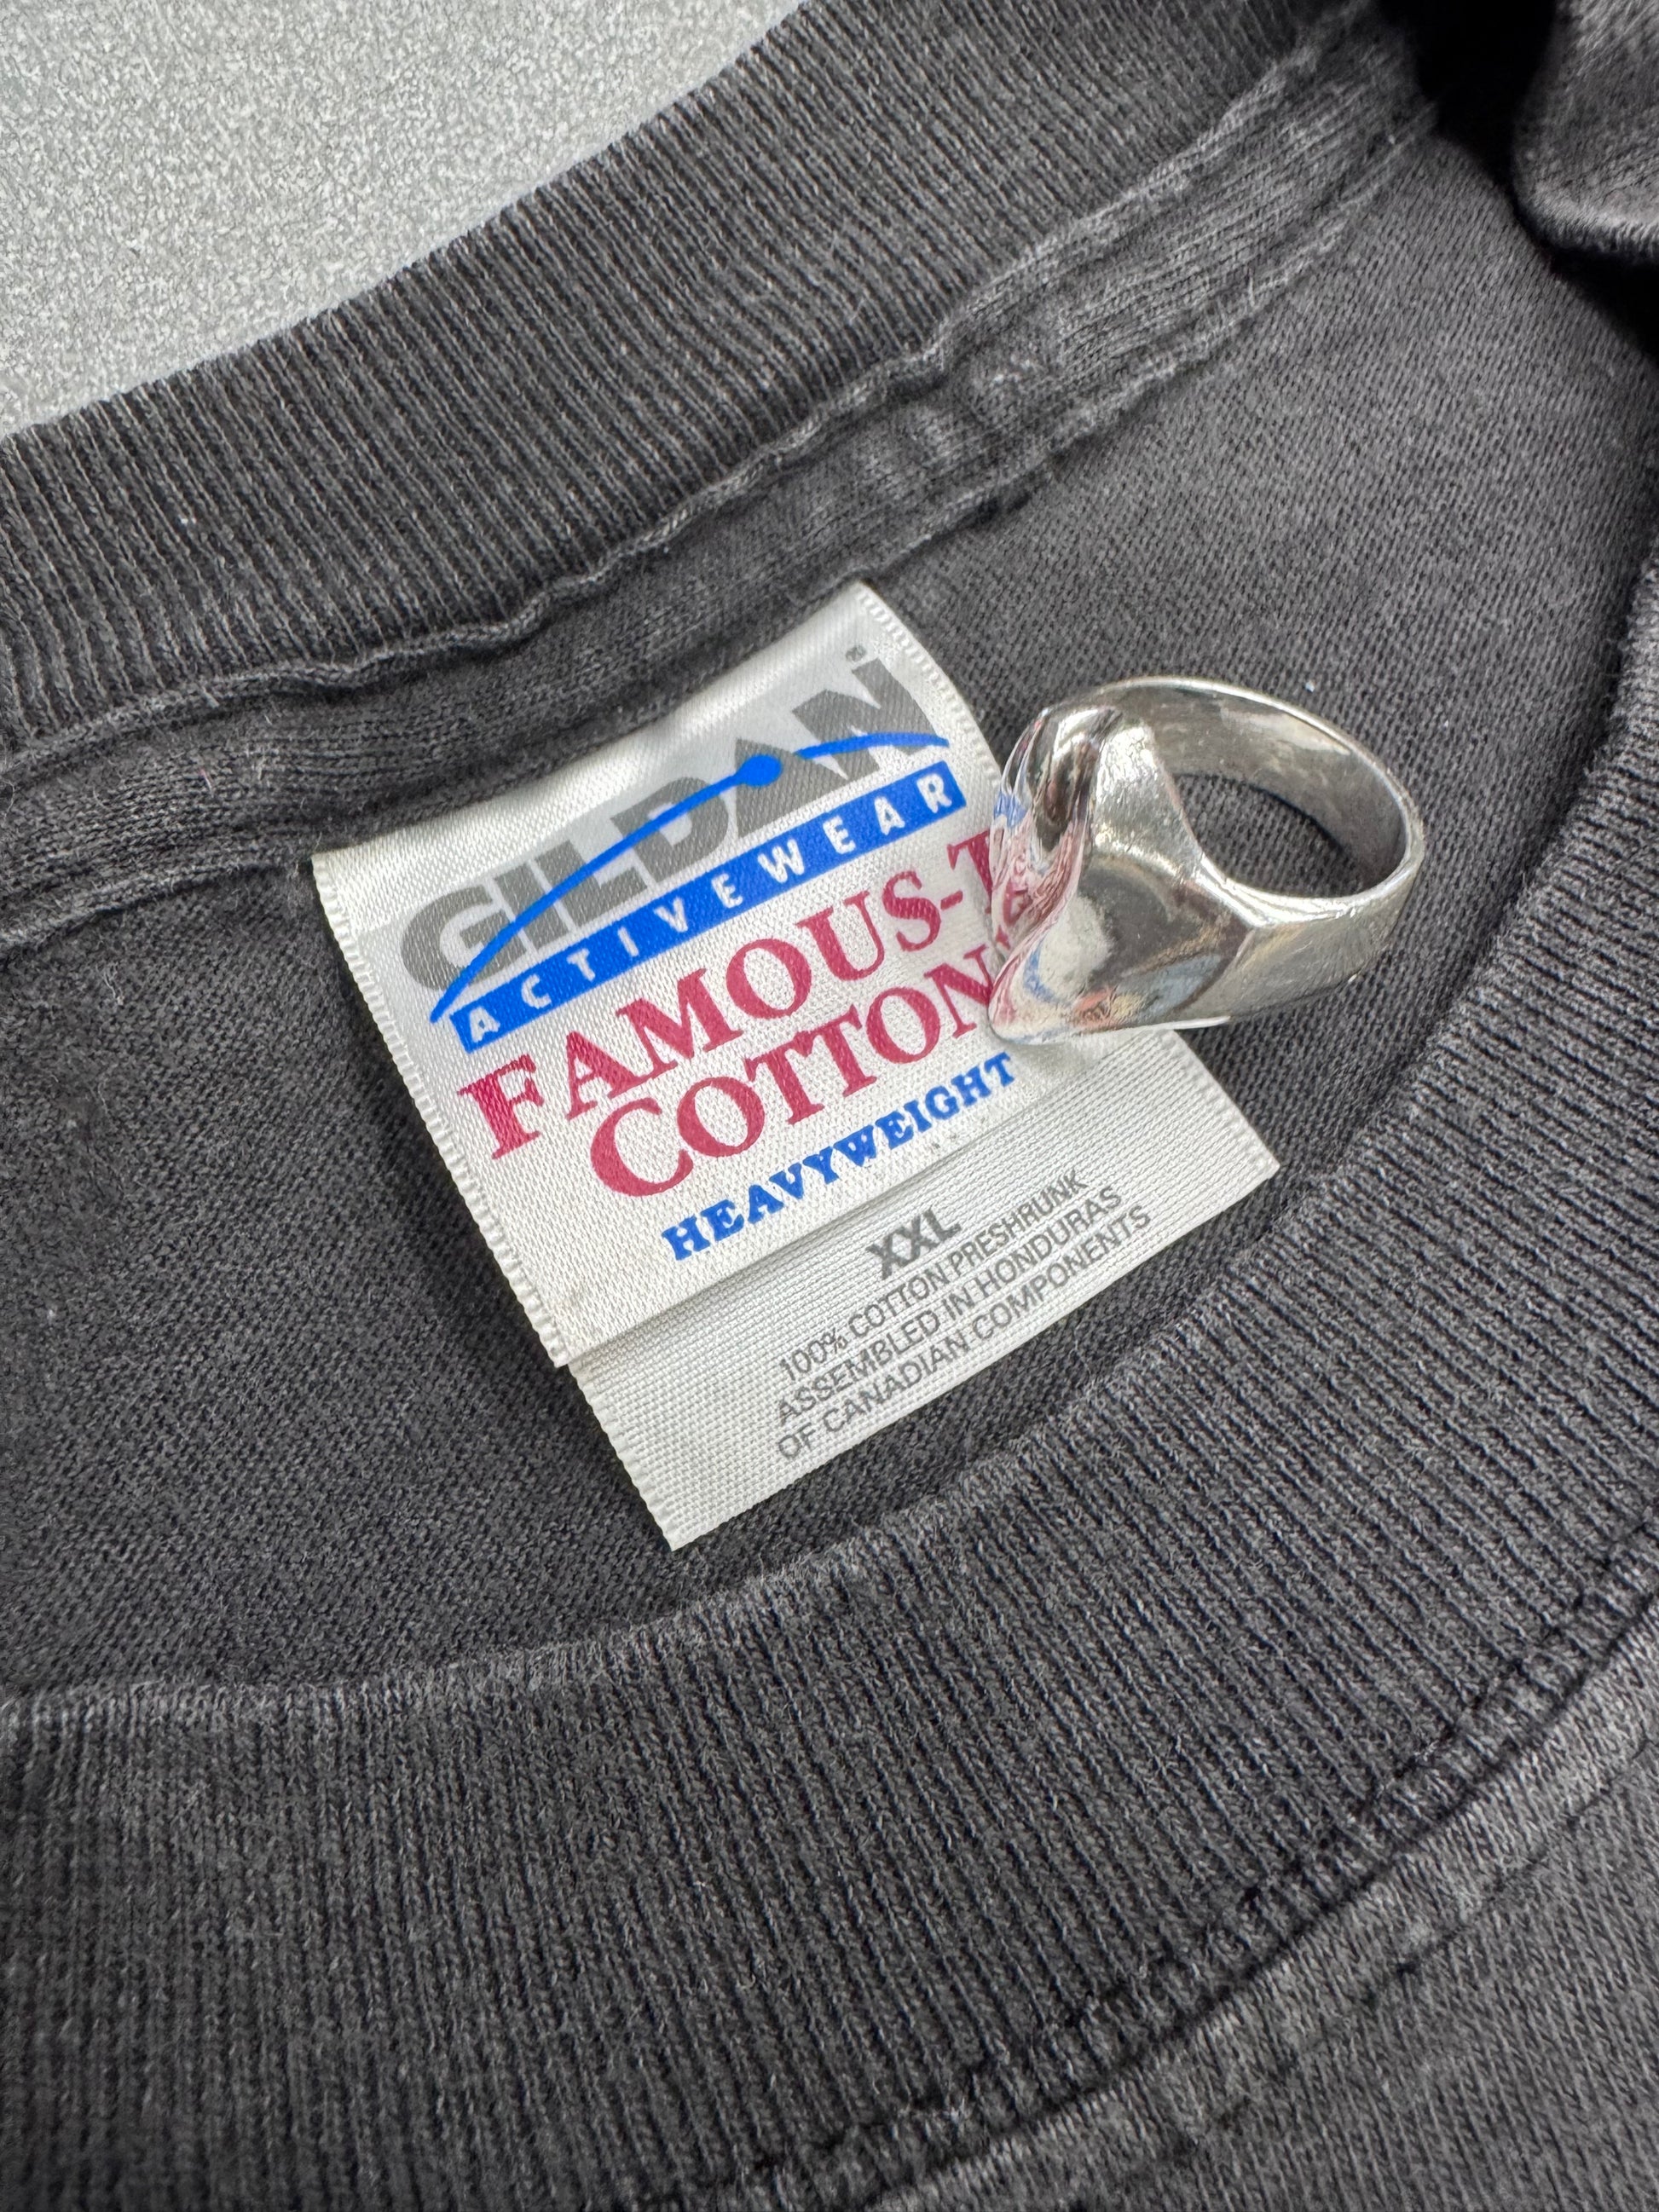 GILDAN®
ACTIVEWEAR
FAMOUS-T
COTTON
HEAVYWEIGHT
XXL
100% COTTON PRESHRUNK
ASSEMBLED IN HONDURAS
OF CANADIAN COMPONENTS